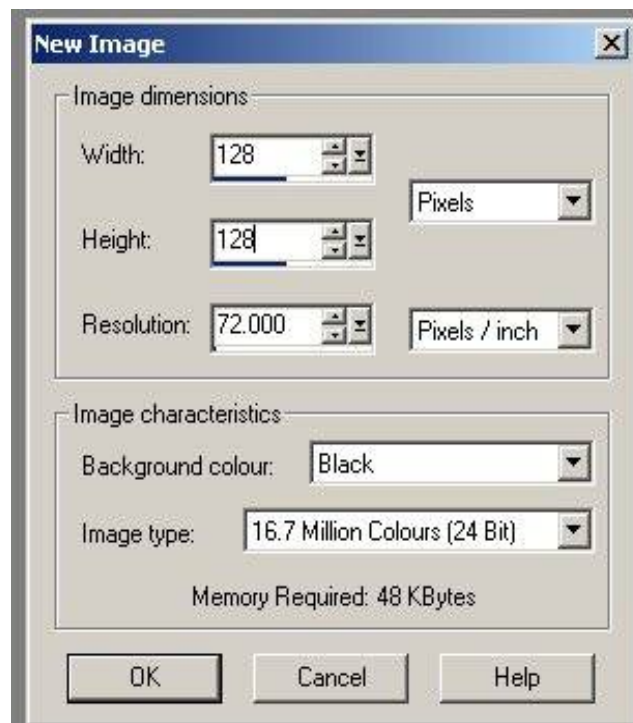 New Image
Image dimensions
Width: 128
Pixels
Height: 128
Resolution: 72.000 Pixels / inch
Image characteristics
Background colour: Black
Image type: 16.7 Million Colours (24 Bit)
Memory Required: 48 KBytes
OK Cancel Help